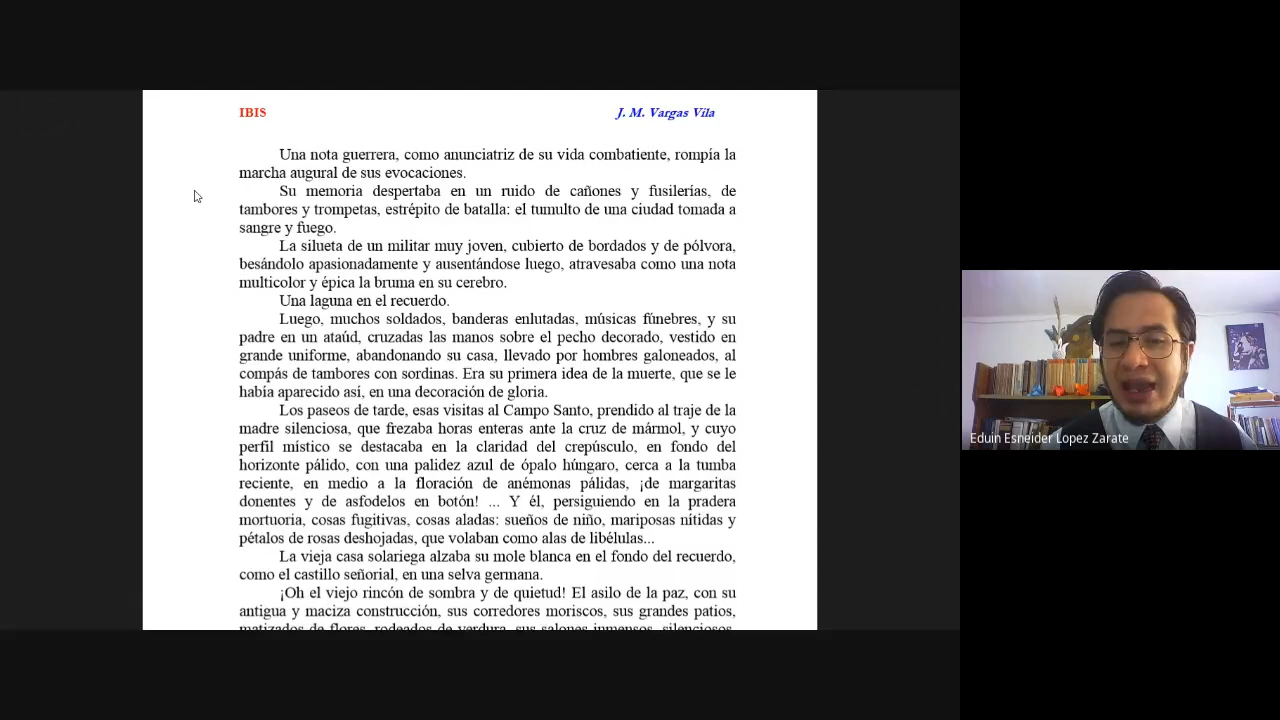 IBIS
J. M. Vargas Vila
Una nota guerrera, como anunciatriz de su vida combatiente, rompía la
marcha augural de sus evocaciones.
Su memoria despertaba en un ruido de cañones y fusilerías, de
tambores y trompetas, estrépito de batalla: el tumulto de una ciudad tomada a
sangre y fuego.
La silueta de un militar muy joven, cubierto de bordados y de pólvora,
besándolo apasionadamente y ausentándose luego, atravesaba como una nota
multicolor y épica la bruma en su cerebro.
Una laguna en el recuerdo.
Luego, muchos soldados, banderas enlutadas, músicas fúnebres, y su
padre en un ataúd, cruzadas las manos sobre el pecho decorado, vestido en
grande uniforme, abandonando su casa, llevado por hombres galoneados, al
compás de tambores con sordinas. Era su primera idea de la muerte, que se le
había aparecido así, en una decoración de gloria.
Los paseos de tarde, esas visitas al Campo Santo, prendido al traje de la
madre silenciosa, que frezaba horas enteras ante la cruz de mármol, y cuyo
perfil místico se destacaba en la claridad del crepúsculo, en fondo del
horizonte pálido, con una palidez azul de ópalo húngaro, cerca a la tumba
reciente, en medio a la floración de anémonas pálidas, ¡de margaritas
donentes y de asfodelos en botón! ... Y él, persiguiendo en la pradera
mortuoria, cosas fugitivas, cosas aladas: sueños de niño, mariposas nítidas y
pétalos de rosas deshojadas, que volaban como alas de libélulas...
La vieja casa solariega alzaba su mole blanca en el fondo del recuerdo,
como el castillo señorial, en una selva germana.
¡Oh el viejo rincón de sombra y de quietud! El asilo de la paz, con su
antigua y maciza construcción, sus corredores moriscos, sus grandes patios,
matizados de flores, rodeados de verdura, sus salones inmensos, silenciosos,
Eduin Esneider Lopez Zarate